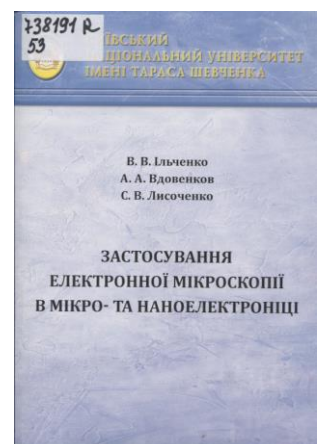 738191 R
53
ЇВСЬКИЙ
ЦІОНАЛЬНИЙ УНІВЕРСИТЕТ
ІМЕНІ ТАРАСА ШЕВЧЕНКА
В. В. Ільченко
А. А. Вдовенков
С. В. Лисоченко
ЗАСТОСУВАННЯ
ЕЛЕКТРОННОЇ МІКРОСКОПІЇ
В МІКРО- ТА НАНОЕЛЕКТРОНІЦІ